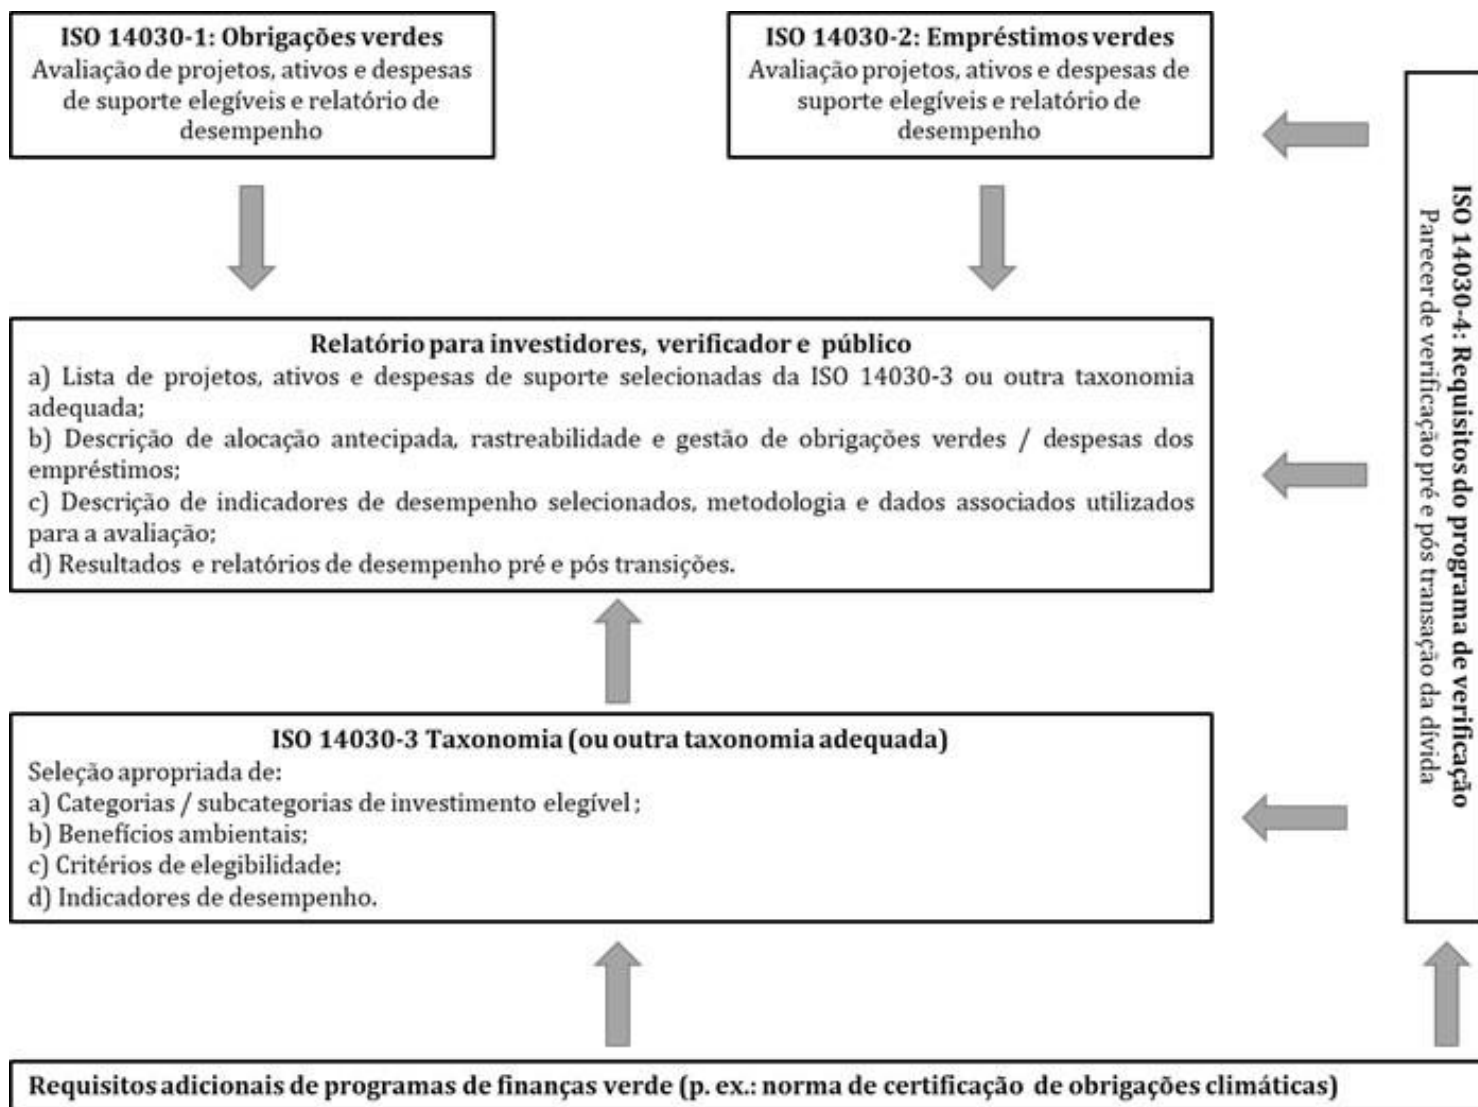 ISO 14030-1: Obrigações verdes
Avaliação de projetos, ativos e despesas
de suporte elegíveis e relatório de
desempenho
ISO 14030-2: Empréstimos verdes
Avaliação projetos, ativos e despesas de
suporte elegíveis e relatório de
desempenho
Relatório para investidores, verificador e público
a) Lista de projetos, ativos e despesas de suporte selecionadas da ISO 14030-3 ou outra taxonomia
adequada;
b) Descrição de alocação antecipada, rastreabilidade e gestão de obrigações verdes / despesas dos
empréstimos;
c) Descrição de indicadores de desempenho selecionados, metodologia e dados associados utilizados
para a avaliação;
d) Resultados e relatórios de desempenho pré e pós transições.
ISO 14030-3 Taxonomia (ou outra taxonomia adequada)
Seleção apropriada de:
a) Categorias / subcategorias de investimento elegível;
b) Benefícios ambientais;
c) Critérios de elegibilidade;
d) Indicadores de desempenho.
ISO 14030-4: Requisitos do programa de verificação
Parecer de verificação pré e pós transação da dívida
Requisitos adicionais de programas de finanças verde (p. ex.: norma de certificação de obrigações climáticas)